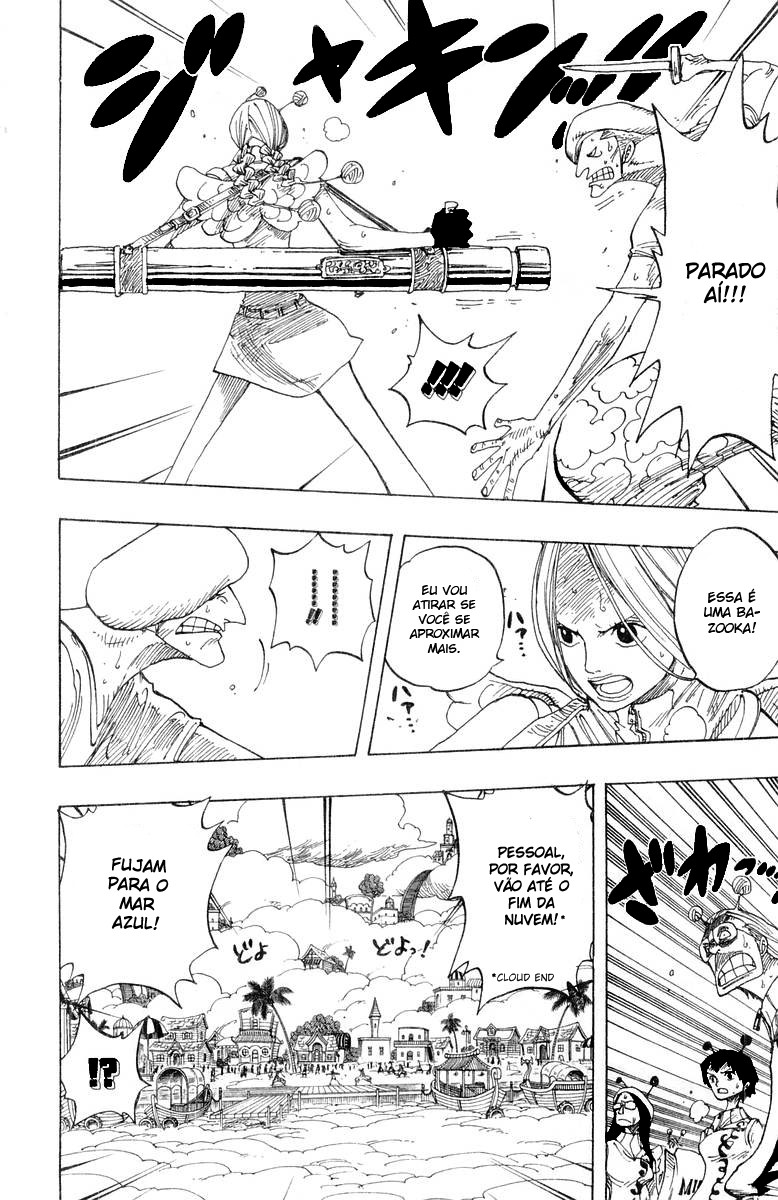 ジャキン!!!
PARADO
AÍ!!!
!!!!
ESSA É
UMA BA-
ZOOKA!
EU VOU
ATIRAR SE
VOCÊ SE
APROXIMAR
MAIS.
ハァ…
ハァ…
!!
ざわっ
PESSOAL,
POR FAVOR,
VÃO ATÉ O
FIM DA
NUVEM!*
*CLOUD END
どよっ!
どよ
FUJAM
PARA O
MAR
AZUL!
!?